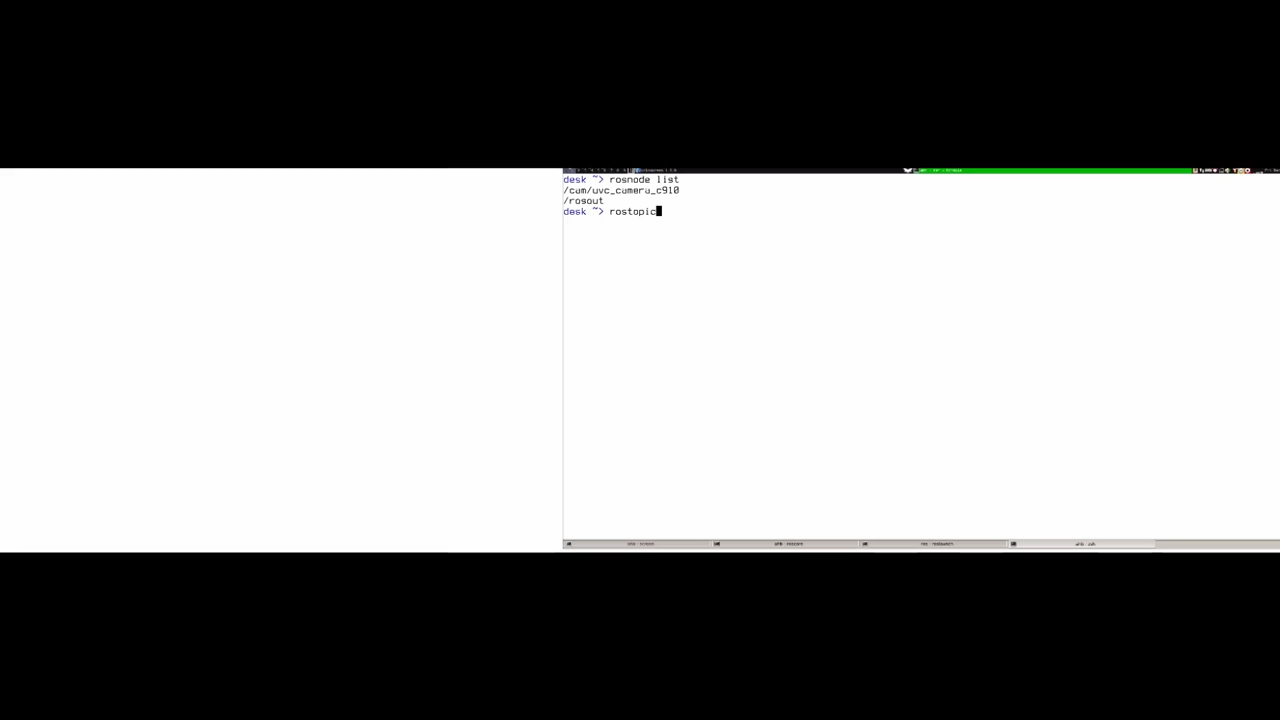 desk ~> rosnode list
/cam/uvc_camera_c910
/rosout
desk ~> rostopic